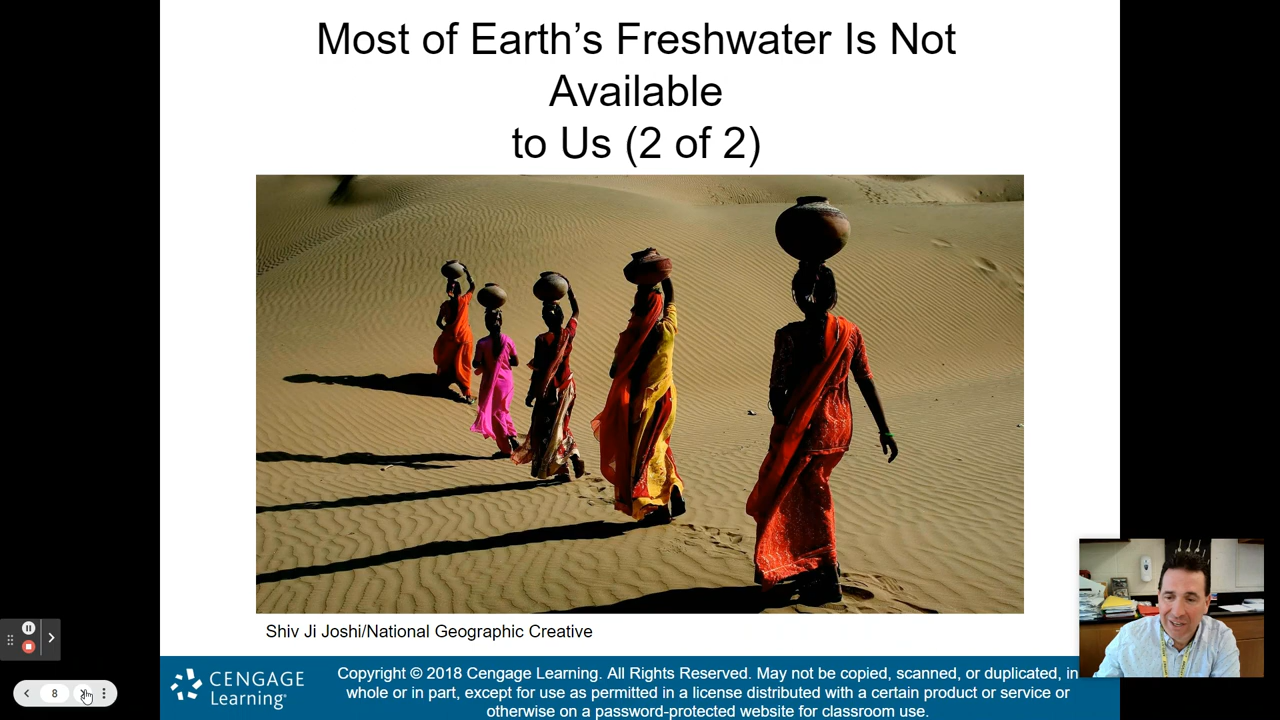 Most of Earth’s Freshwater Is Not
Available
to Us (2 of 2)
Shiv Ji Joshi/National Geographic Creative
CENGAGE
Learning®
Copyright © 2018 Cengage Learning. All Rights Reserved. May not be copied, scanned, or duplicated, in
whole or in part, except for use as permitted in a license distributed with a certain product or service or
otherwise on a password-protected website for classroom use.
8